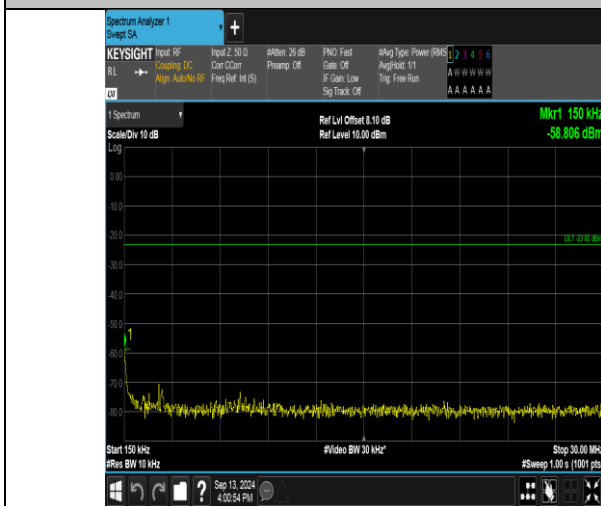 Spectrum Analyzer 1
Swept SA
+
KEYSIGHT Input: RF Input Z: 50 Ω #Atten: 26 dB PNO: Fast #Avg Type: Power (RMS 1 2 3 4 5 6
RL Coupling: DC Corr CCorr Preamp: Off Gate: Off Avg|Hold: 1/1 A W W W W W
Align: Auto/No RF Freq Ref: Int (S) IF Gain: Low Trig: Free Run
Sig Track: Off A A A A A A
1 Spectrum
Ref Lvl Offset 8.10 dB Mkr1 150 kHz
Scale/Div 10 dB Ref Level 10.00 dBm -58.806 dBm
Log
0.00
-10.0
-20.0
DL1 -23.00 dBm
-30.0
-40.0
-50.0
1
-60.0
-70.0
-80.0
Start 150 kHz #Video BW 30 kHz* Stop 30.00 MHz
#Res BW 10 kHz #Sweep 1.00 s (1001 pts
?
Sep 13, 2024
4:00:54 PM